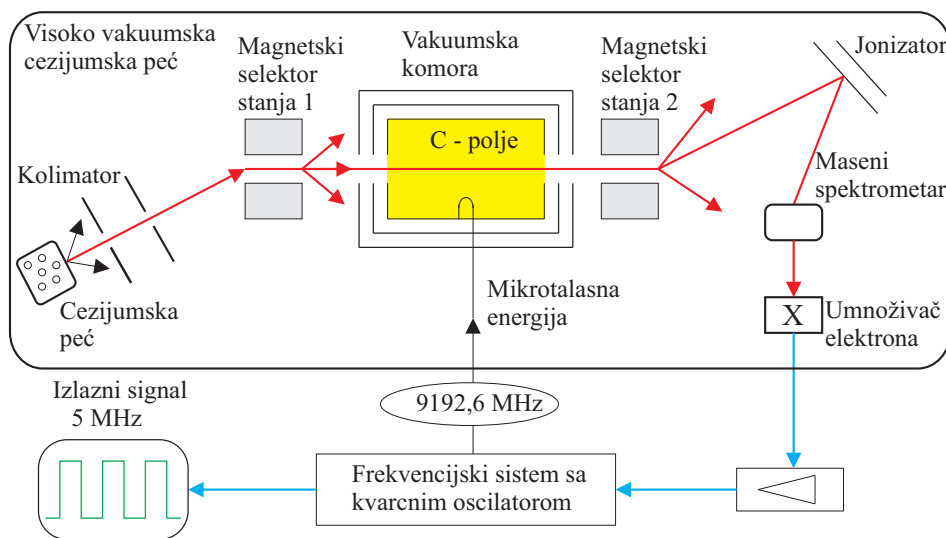 Visoko vakuumska
cezijumska peć
Magnetski
selektor
stanja 1
Vakuumska
komora
Magnetski
selektor
stanja 2
Jonizator
C - polje
Kolimator
Maseni
spektrometar
Cezijumska
peć
Mikrotalasna
energija
X
Umnoživač
elektrona
Izlazni signal
5 MHz
9192,6 MHz
Frekvencijski sistem sa
kvarcnim oscilatorom